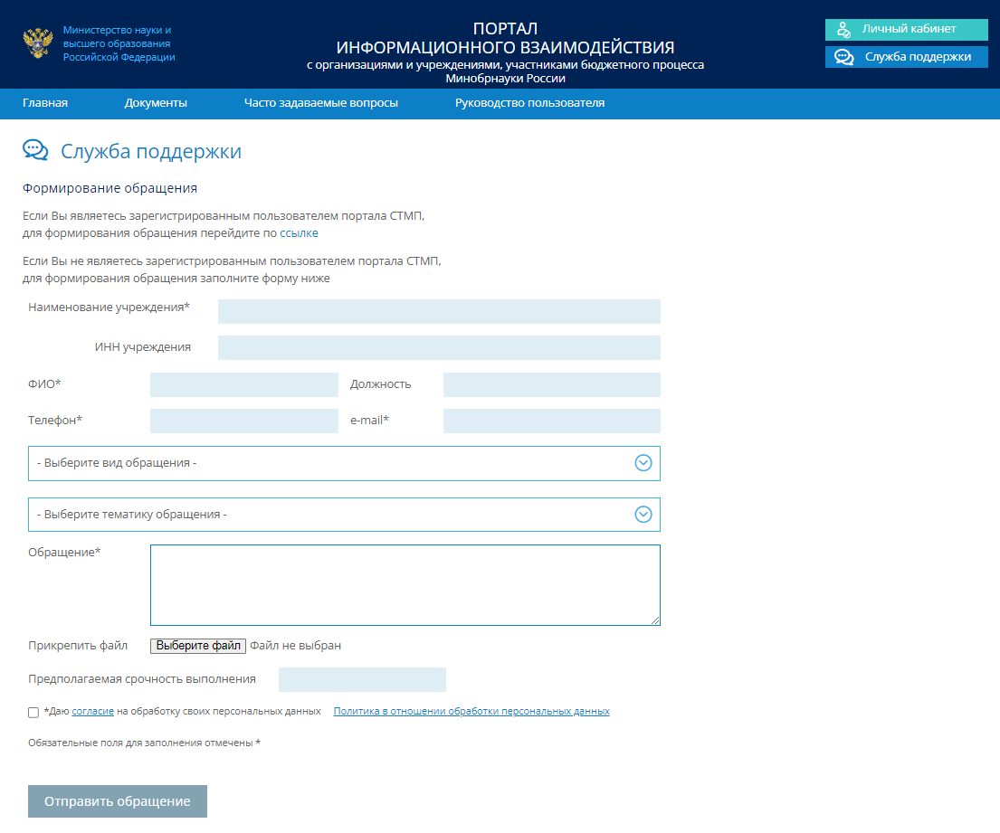 Министерство науки и
высшего образования
Российской Федерации
ПОРТАЛ
ИНФОРМАЦИОННОГО ВЗАИМОДЕЙСТВИЯ
с организациями и учреждениями, участниками бюджетного процесса
Минобрнауки России
Личный кабинет
Служба поддержки
Главная Документы Часто задаваемые вопросы Руководство пользователя
Служба поддержки
Формирование обращения
Если Вы являетесь зарегистрированным пользователем портала СТМП,
для формирования обращения перейдите по ссылке
Если Вы не являетесь зарегистрированным пользователем портала СТМП,
для формирования обращения заполните форму ниже
Наименование учреждения*
ИНН учреждения
ФИО* Должность
Телефон* e-mail*
- Выберите вид обращения -
- Выберите тематику обращения -
Обращение*
Прикрепить файл Выберите файл Файл не выбран
Предполагаемая срочность выполнения
*Даю согласие на обработку своих персональных данных Политика в отношении обработки персональных данных
Обязательные поля для заполнения отмечены *
Отправить обращение